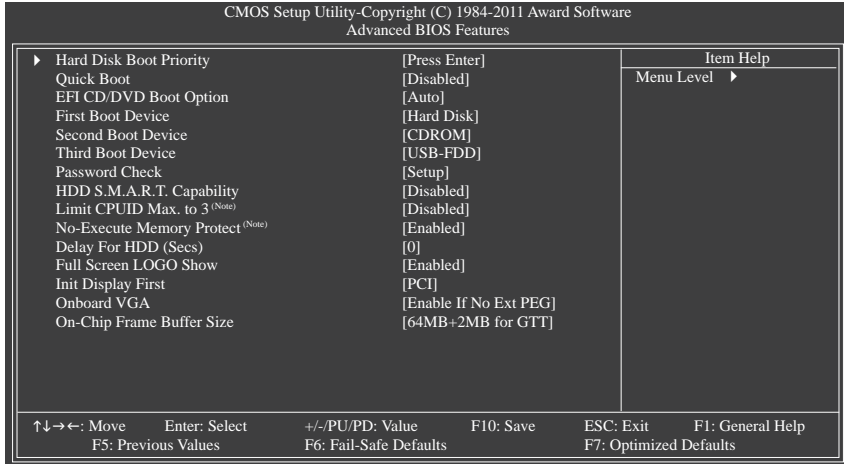 CMOS Setup Utility-Copyright (C) 1984-2011 Award Software
Advanced BIOS Features
Hard Disk Boot Priority [Press Enter]
Quick Boot [Disabled]
EFI CD/DVD Boot Option [Auto]
First Boot Device [Hard Disk]
Second Boot Device [CDROM]
Third Boot Device [USB-FDD]
Password Check [Setup]
HDD S.M.A.R.T. Capability [Disabled]
Limit CPUID Max. to 3 (Note) [Disabled]
No-Execute Memory Protect (Note) [Enabled]
Delay For HDD (Secs) [0]
Full Screen LOGO Show [Enabled]
Init Display First [PCI]
Onboard VGA [Enable If No Ext PEG]
On-Chip Frame Buffer Size [64MB+2MB for GTT]
Item Help
Menu Level
↑↓→←: Move Enter: Select +/-/PU/PD: Value F10: Save ESC: Exit F1: General Help
F5: Previous Values F6: Fail-Safe Defaults F7: Optimized Defaults